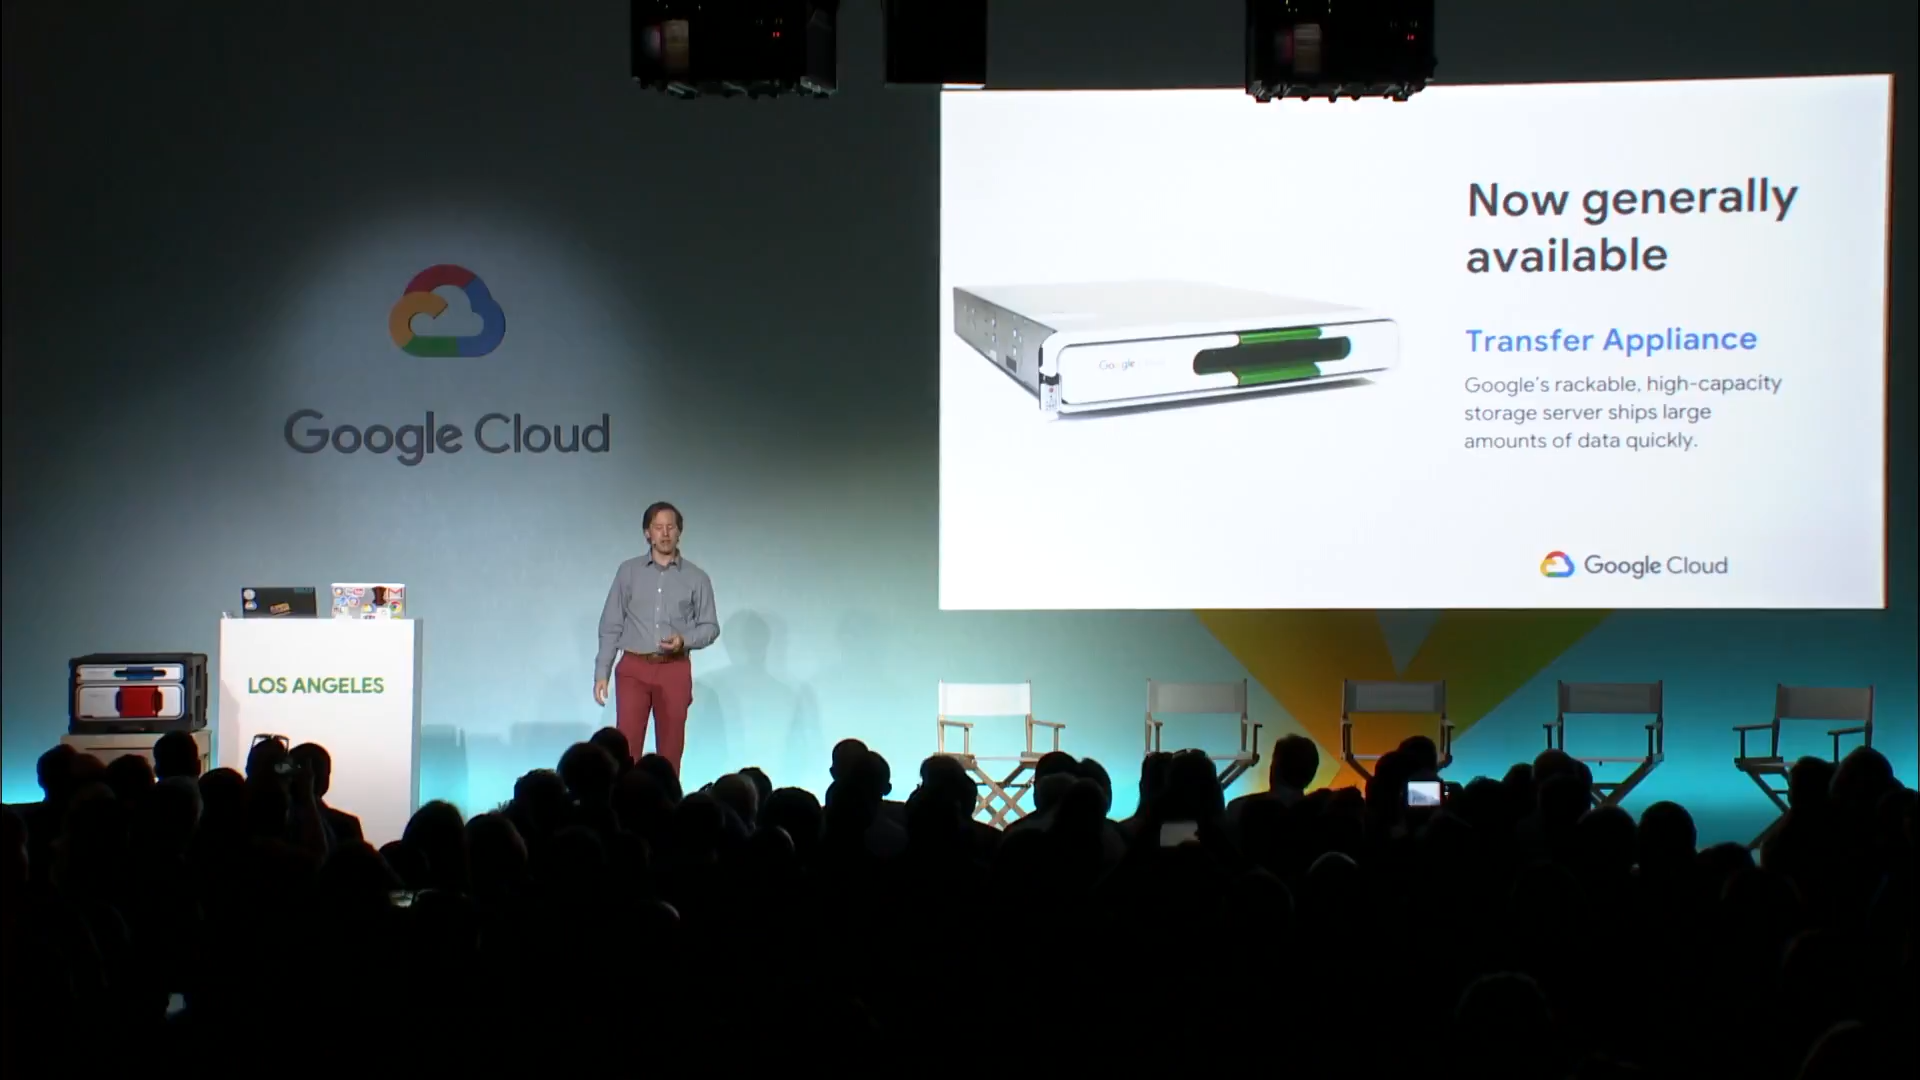 Google Cloud
LOS ANGELES
Now generally
available
Transfer Appliance
Google's rackable, high-capacity
storage server ships large
amounts of data quickly.
Google
Google Cloud